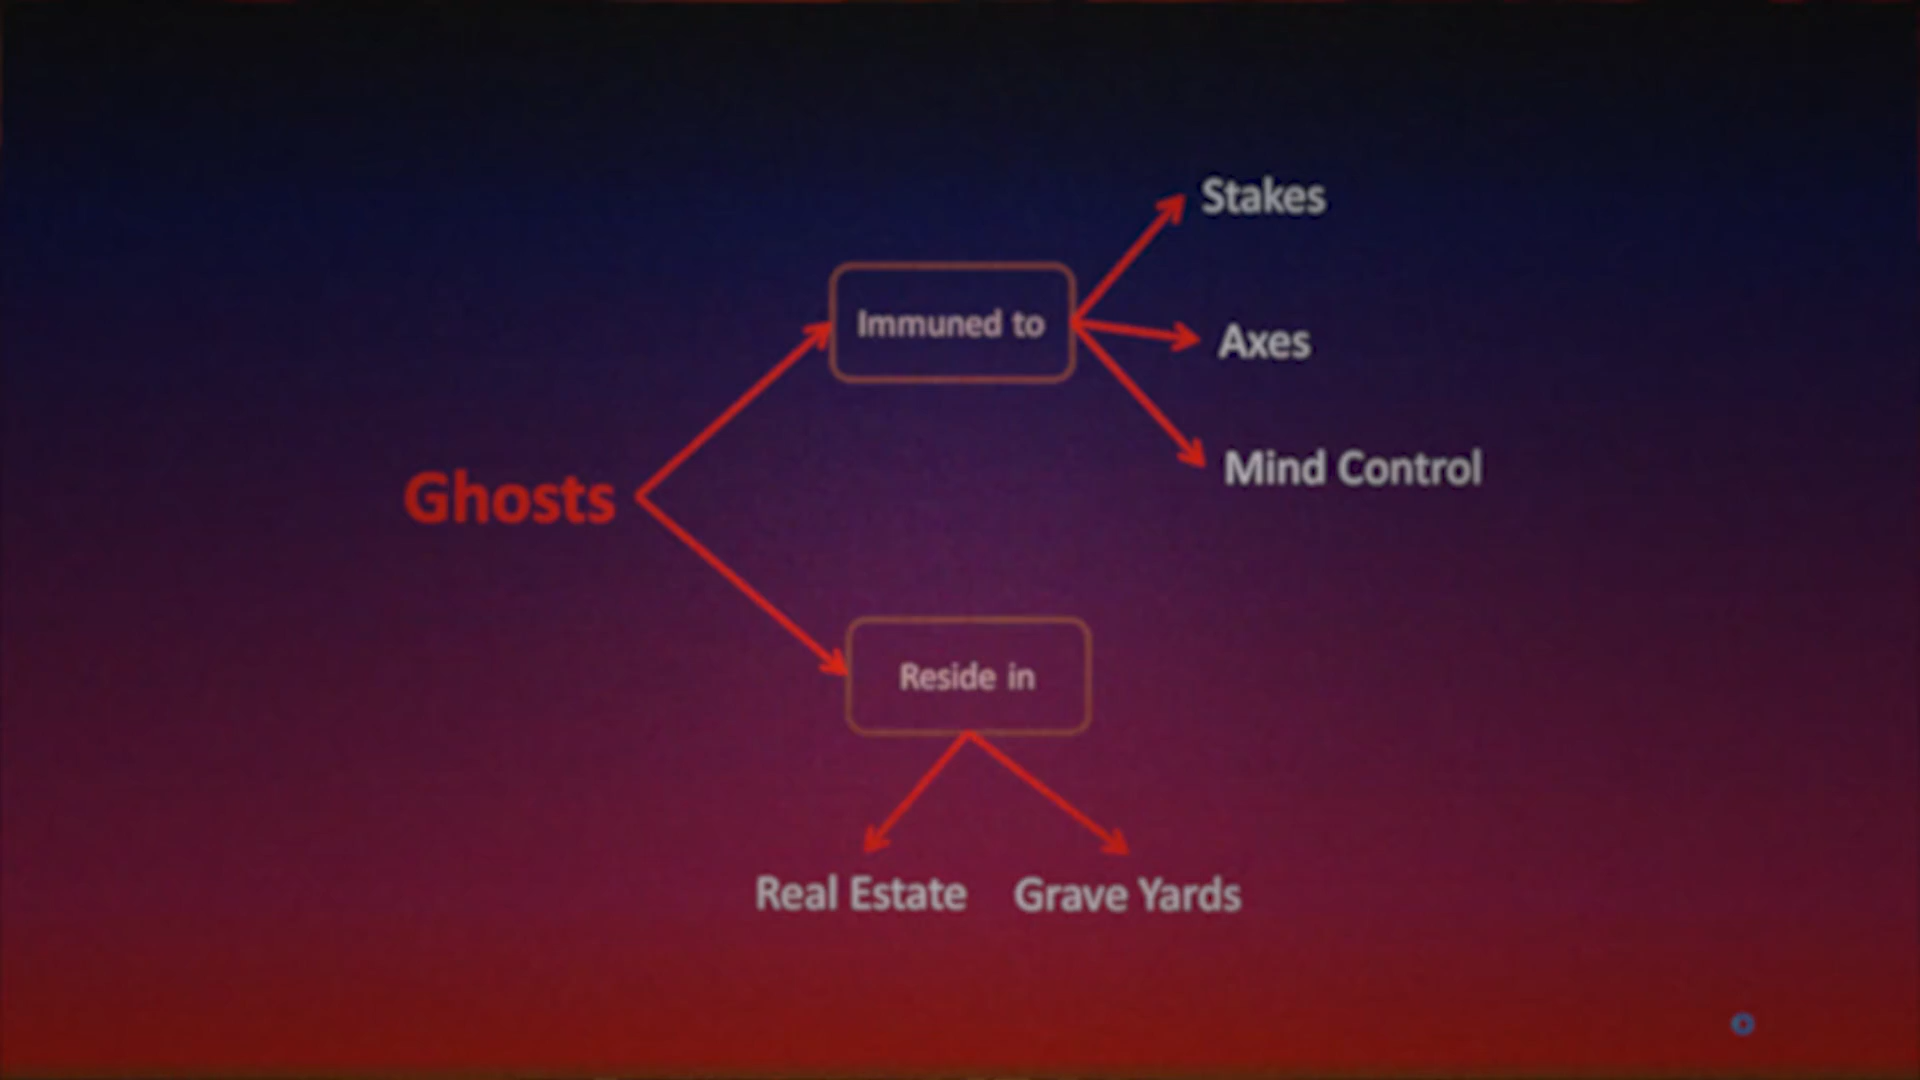 Stakes
Immuned to
Axes
Mind Control
Ghosts
Reside in
Real Estate
Grave Yards